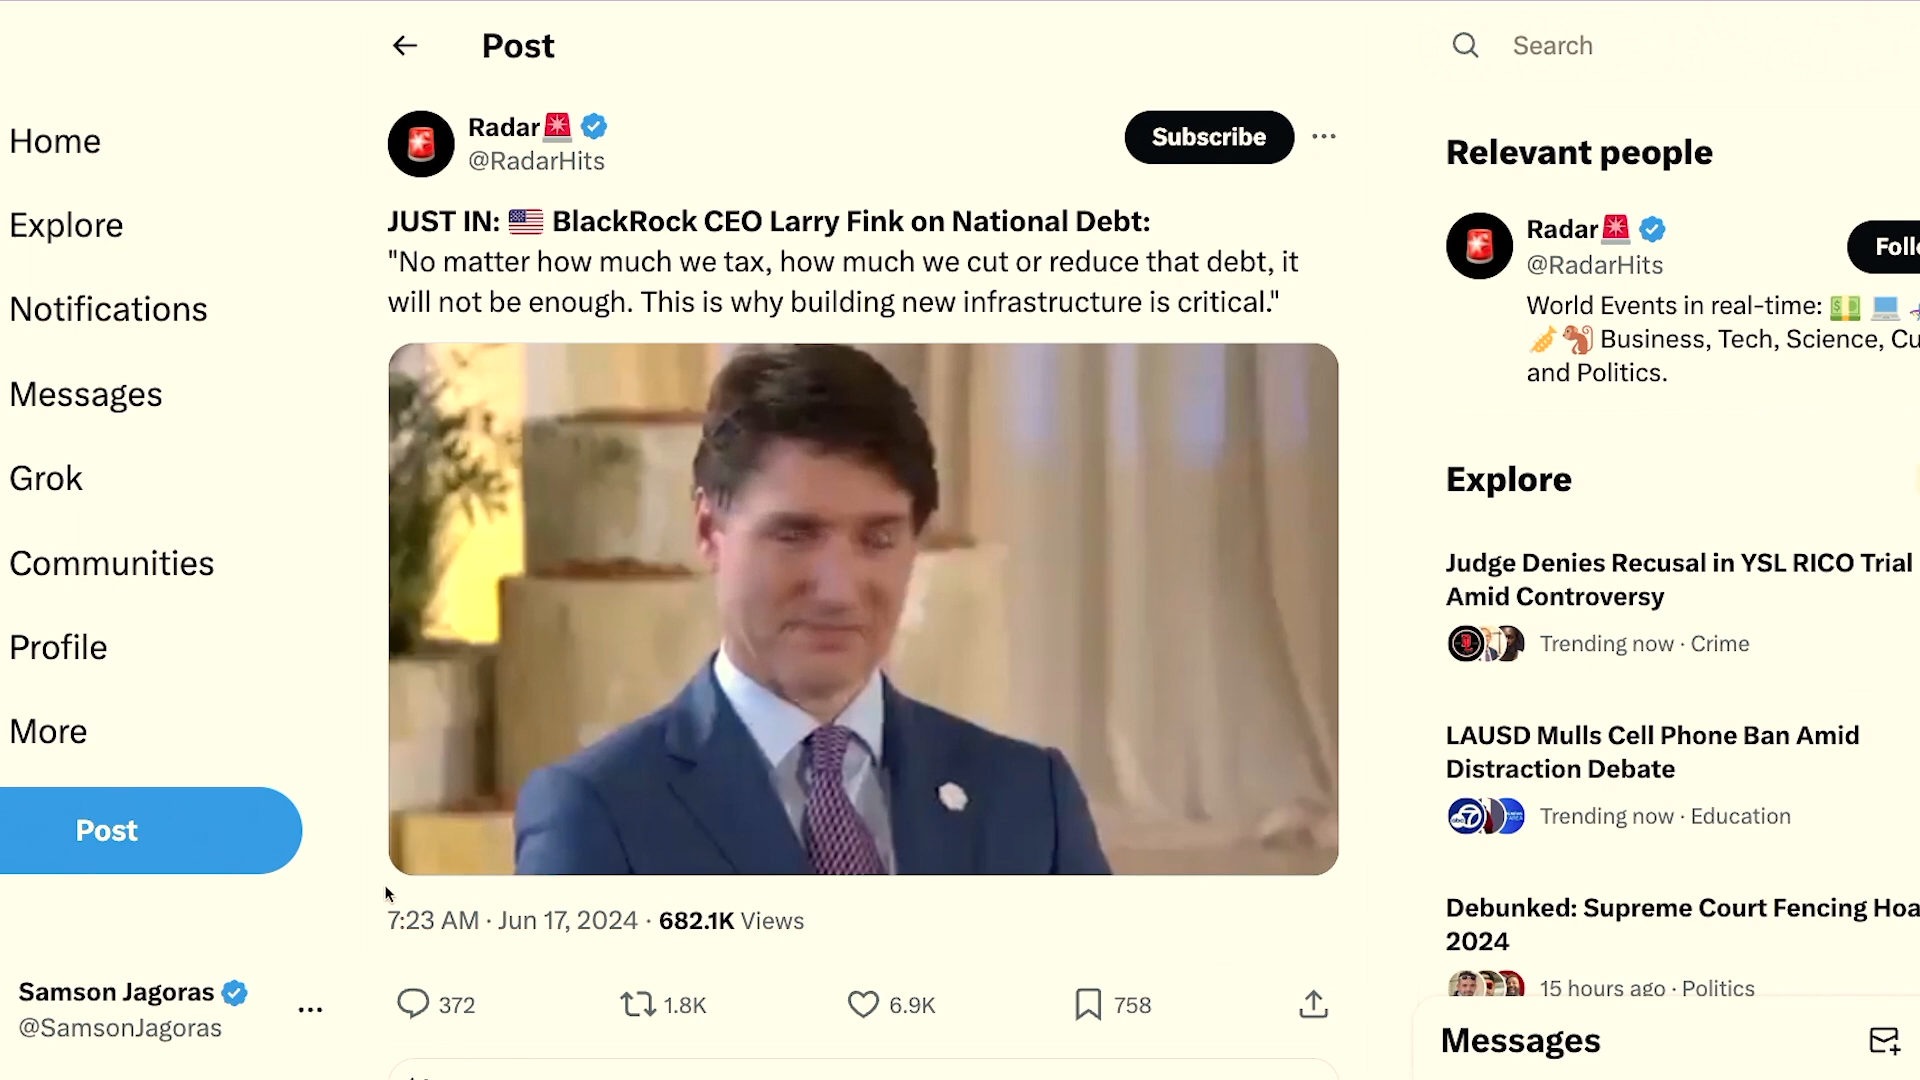 Home
Explore
Notifications
Messages
Grok
Communities
Profile
More
Post
Samson Jagoras
@SamsonJagoras
Post
Radar
@RadarHits
Subscribe
JUST IN: 🇺🇸 BlackRock CEO Larry Fink on National Debt:
"No matter how much we tax, how much we cut or reduce that debt, it
will not be enough. This is why building new infrastructure is critical."
7:23 AM · Jun 17, 2024 · 682.1K Views
372
1.8K
6.9K
758
Search
Relevant people
Radar
@RadarHits
Foll
World Events in real-time:
Business, Tech, Science, Cu
and Politics.
Explore
Judge Denies Recusal in YSL RICO Trial
Amid Controversy
Trending now · Crime
LAUSD Mulls Cell Phone Ban Amid
Distraction Debate
Trending now · Education
Debunked: Supreme Court Fencing Hoa
2024
15 hours ago · Politics
Messages